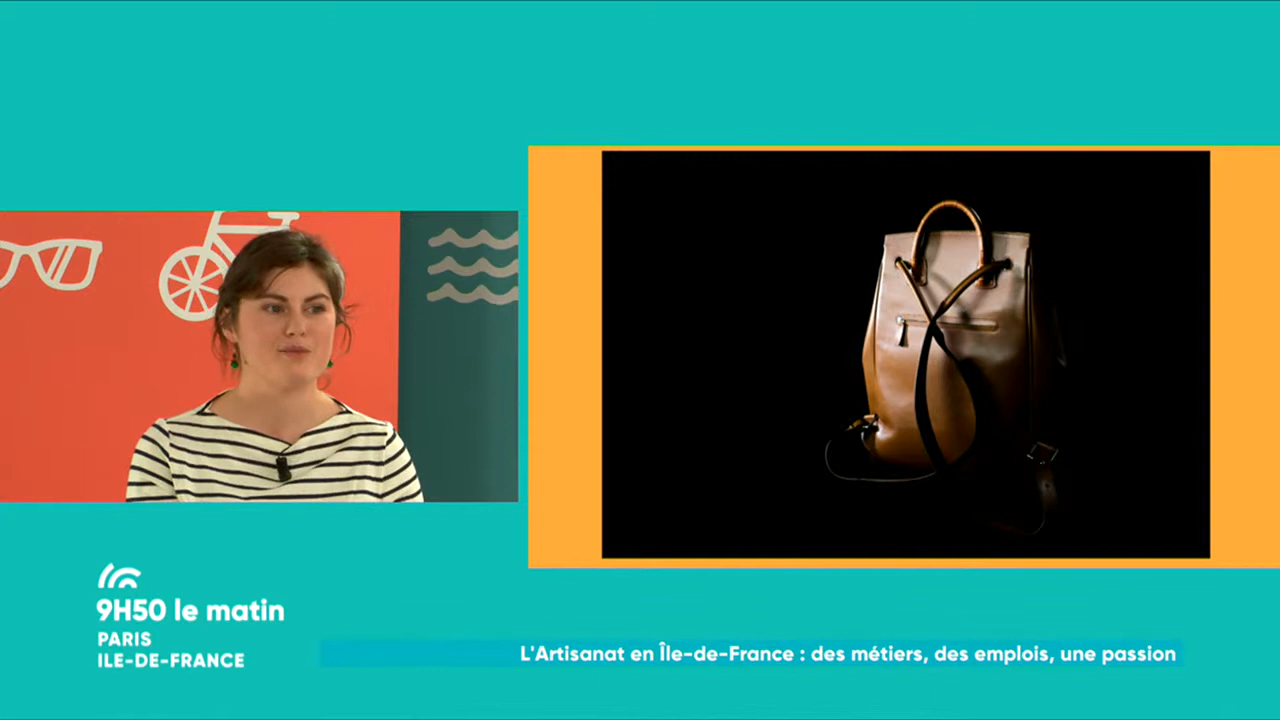 9H50 le matin
PARIS
ILE-DE-FRANCE
L'Artisanat en Île-de-France : des métiers, des emplois, une passion